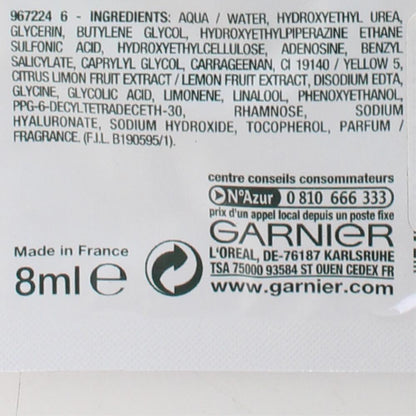 967224 6 - INGREDIENTS: AQUA / WATER, HYDROXYETHYL UREA,
GLYCERIN, BUTYLENE GLYCOL, HYDROXYETHYLPIPERAZINE ETHANE
SULFONIC ACID, HYDROXYETHYLCELLULOSE, ADENOSINE, BENZYL
SALICYLATE, CAPRYLYL GLYCOL, CARRAGEENAN, CI 19140 / YELLOW 5,
CITRUS LIMON FRUIT EXTRACT / LEMON FRUIT EXTRACT, DISODIUM EDTA,
GLYCINE, GLYCOLIC ACID, LIMONENE, LINALOOL, PHENOXYETHANOL,
PPG-6-DECYLTETRADECETH-30, RHAMNOSE, SODIUM
HYALURONATE, SODIUM HYDROXIDE, TOCOPHEROL, PARFUM /
FRAGRANCE. (F.I.L. B190595/1).
centre conseils consommateurs
N°Azur 0 810 666 333
prix d'un appel local depuis un poste fixe
GARNIER
L'ORÉAL, DE-76187 KARLSRUHE
TSA 75000 93584 ST OUEN CEDEX FR
www.garnier.com
Made in France
8ml e